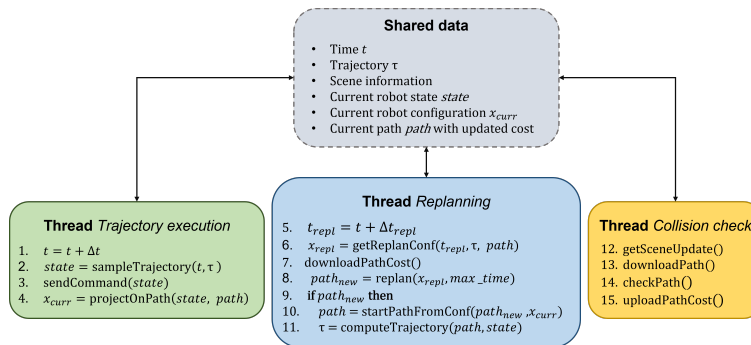 Shared data
• Time t
• Trajectory τ
• Scene information
• Current robot state state
• Current robot configuration x_curr
• Current path path with updated cost
Thread Trajectory execution
1. t = t + Δt
2. state = sampleTrajectory(t, τ)
3. sendCommand(state)
4. x_curr = projectOnPath(state, path)
Thread Replanning
5. t_repl = t + Δt_repl
6. x_repl = getReplanConf(t_repl, τ, path)
7. downloadPathCost()
8. path_new = replan(x_repl, max_time)
9. if path_new then
10. path = startPathFromConf(path_new ,x_curr)
11. τ = computeTrajectory(path, state)
Thread Collision check
12. getSceneUpdate()
13. downloadPath()
14. checkPath()
15. uploadPathCost()